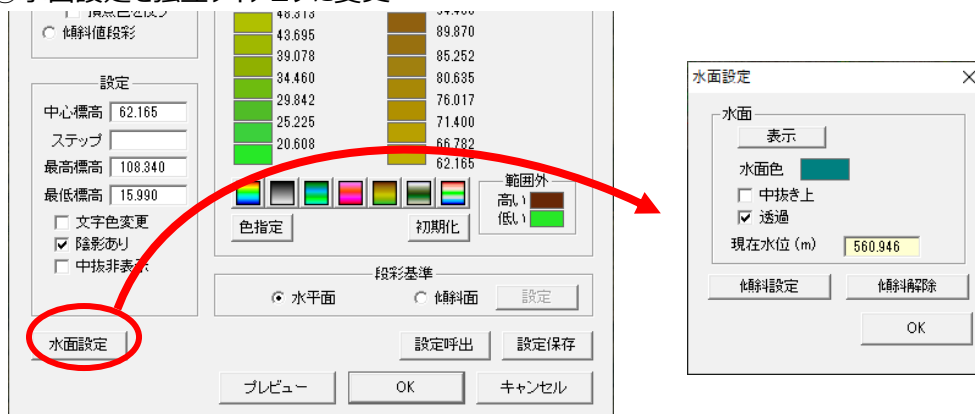 傾斜値段彩
43.695
39.078
34.460
29.842
25.225
20.608
89.870
85.252
80.635
76.017
71.400
66.782
62.165
設定
中心標高 62.165
ステップ
最高標高 108.340
最低標高 15.990
文字色変更
陰影あり
中抜非表示
色指定
初期化
範囲外
高い
低い
段彩基準
水平面
傾斜面
設定
水面設定
設定呼出
設定保存
プレビュー
OK
キャンセル
水面設定
水面
表示
水面色
中抜き上
透過
現在水位 (m) 560.946
傾斜設定
傾斜解除
OK